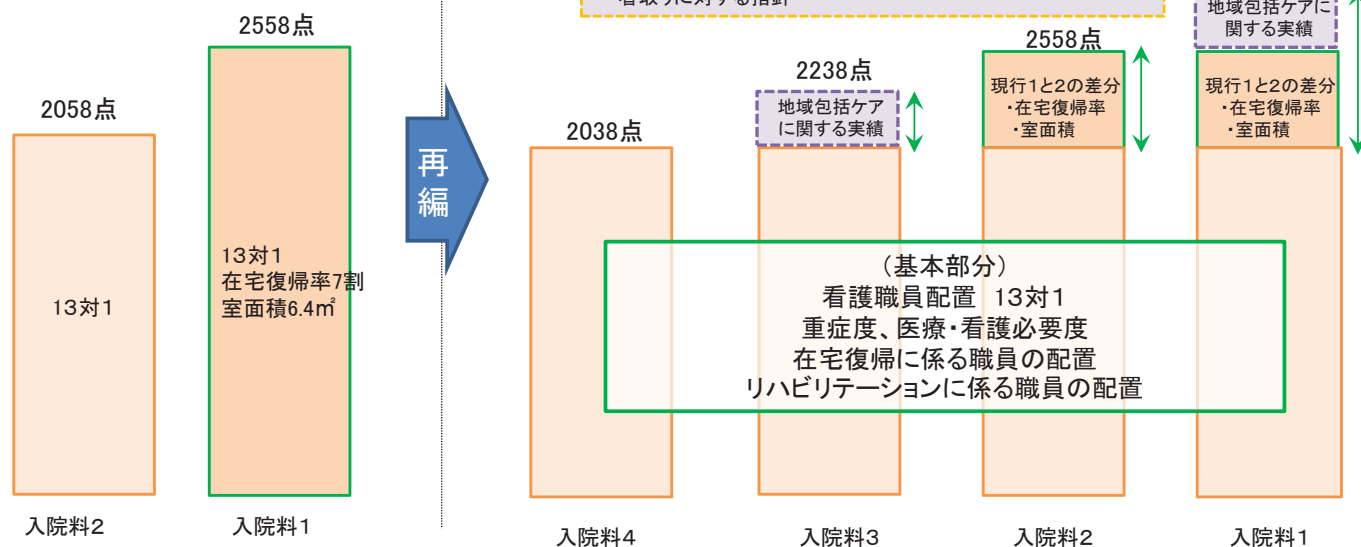 看取りに対する指針
2558点
2058点
13対1
入院料2
13対1
在宅復帰率7割
室面積6.4㎡
入院料1
再
編
2038点
2238点
地域包括ケア
に関する実績
2558点
現行1と2の差分
・在宅復帰率
・室面積
地域包括ケアに
関する実績
現行1と2の差分
・在宅復帰率
・室面積
(基本部分)
看護職員配置 13対1
重症度、医療・看護必要度
在宅復帰に係る職員の配置
リハビリテーションに係る職員の配置
入院料4
入院料3
入院料2
入院料1